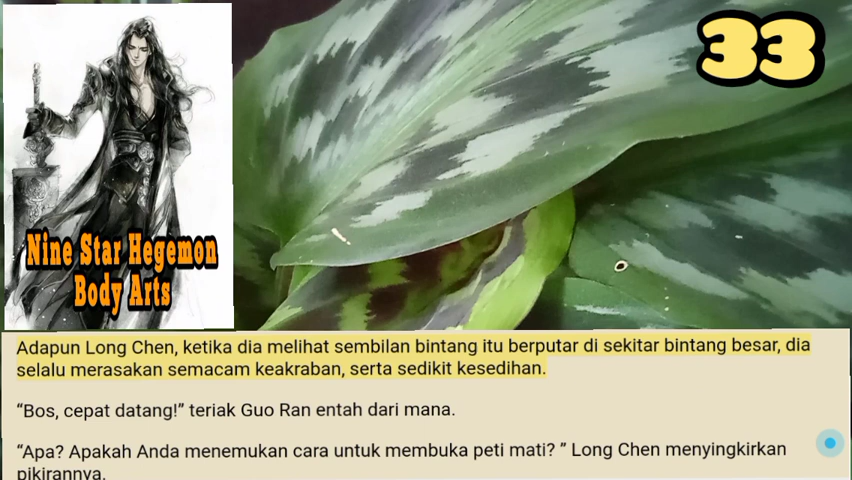 33
Nine Star Hegemon
Body Arts
Adapun Long Chen, ketika dia melihat sembilan bintang itu berputar di sekitar bintang besar, dia
selalu merasakan semacam keakraban, serta sedikit kesedihan.
“Bos, cepat datang!” teriak Guo Ran entah dari mana.
“Apa? Apakah Anda menemukan cara untuk membuka peti mati? ” Long Chen menyingkirkan
pikirannya.